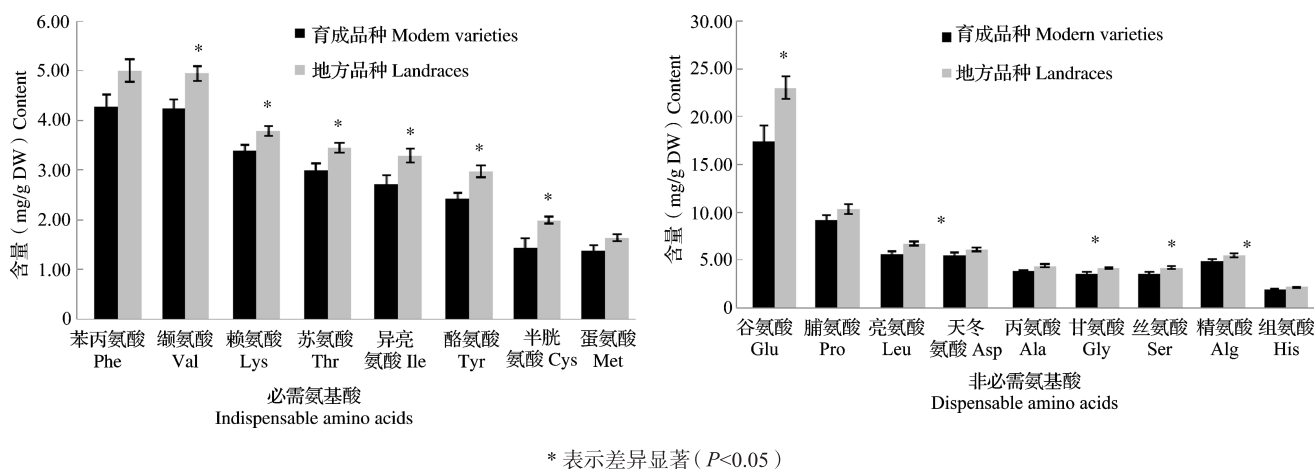 6.00
5.00
4.00
3.00
2.00
1.00
0
含量（mg/g DW）Content
育成品种 Modem varieties
地方品种 Landraces
*
*
*
*
*
*
苯丙氨酸 缬氨酸 赖氨酸 苏氨酸 异亮 酪氨酸 半胱 蛋氨酸
Phe Val Lys Thr 氨酸 Ile Tyr 氨酸 Cys Met
必需氨基酸
Indispensable amino acids
30.00
25.00
20.00
15.00
10.00
5.00
0
含量（mg/g DW）Content
育成品种 Modern varieties
地方品种 Landraces
*
*
*
*
*
谷氨酸 脯氨酸 亮氨酸 天冬 丙氨酸 甘氨酸 丝氨酸 精氨酸 组氨酸
Glu Pro Leu 氨酸 Asp Ala Gly Ser Alg His
非必需氨基酸
Dispensable amino acids
* 表示差异显著（P<0.05）